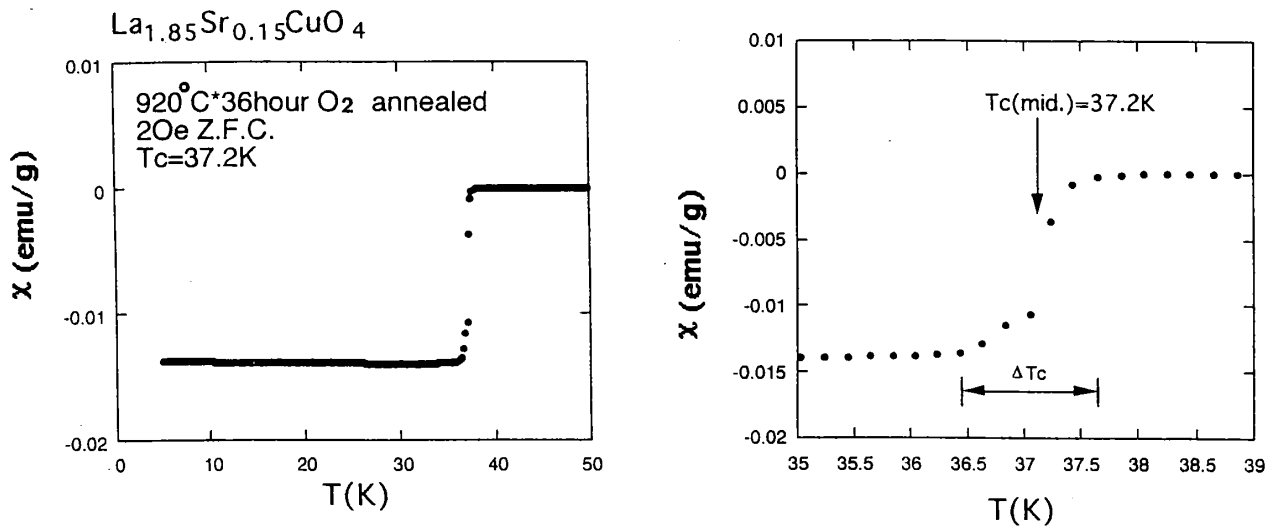 La1.85Sr0.15CuO4
0.01
0
-0.01
-0.02
χ (emu/g)
920°C*36hour O2 annealed
2Oe Z.F.C.
Tc=37.2K
0 10 20 30 40 50
T(K)
0.01
0.005
0
-0.005
-0.01
-0.015
-0.02
χ (emu/g)
Tc(mid.)=37.2K
ΔTc
35 35.5 36 36.5 37 37.5 38 38.5 39
T(K)